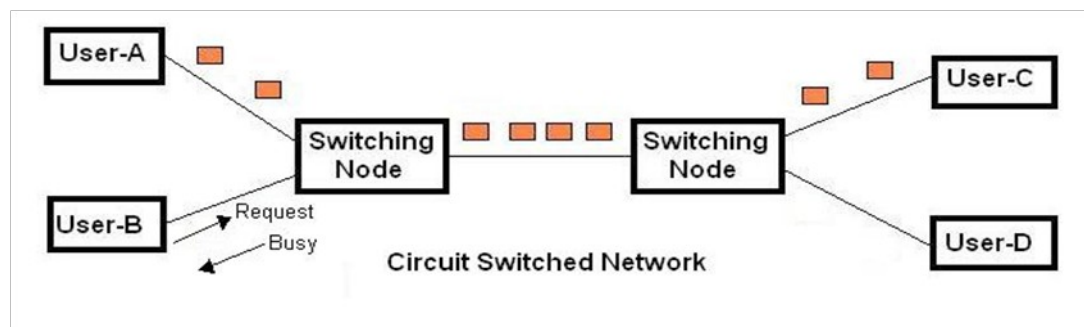 User-A
User-C
Switching
Node
Switching
Node
User-B
Request
Busy
User-D
Circuit Switched Network